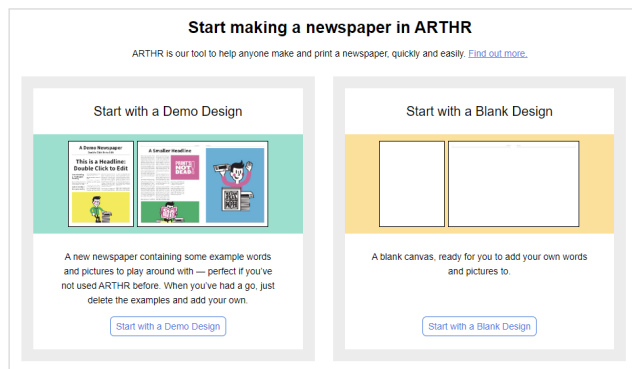 Start making a newspaper in ARTHR
ARTHR is our tool to help anyone make and print a newspaper, quickly and easily. Find out more.
Start with a Demo Design
A Demo Newspaper
This is a Headline:
Double Click to Edit
A Smaller Headline
A new newspaper containing some example words
and pictures to play around with — perfect if you've
not used ARTHR before. When you've had a go, just
delete the examples and add your own.
Start with a Demo Design
Start with a Blank Design
A blank canvas, ready for you to add your own words
and pictures to.
Start with a Blank Design